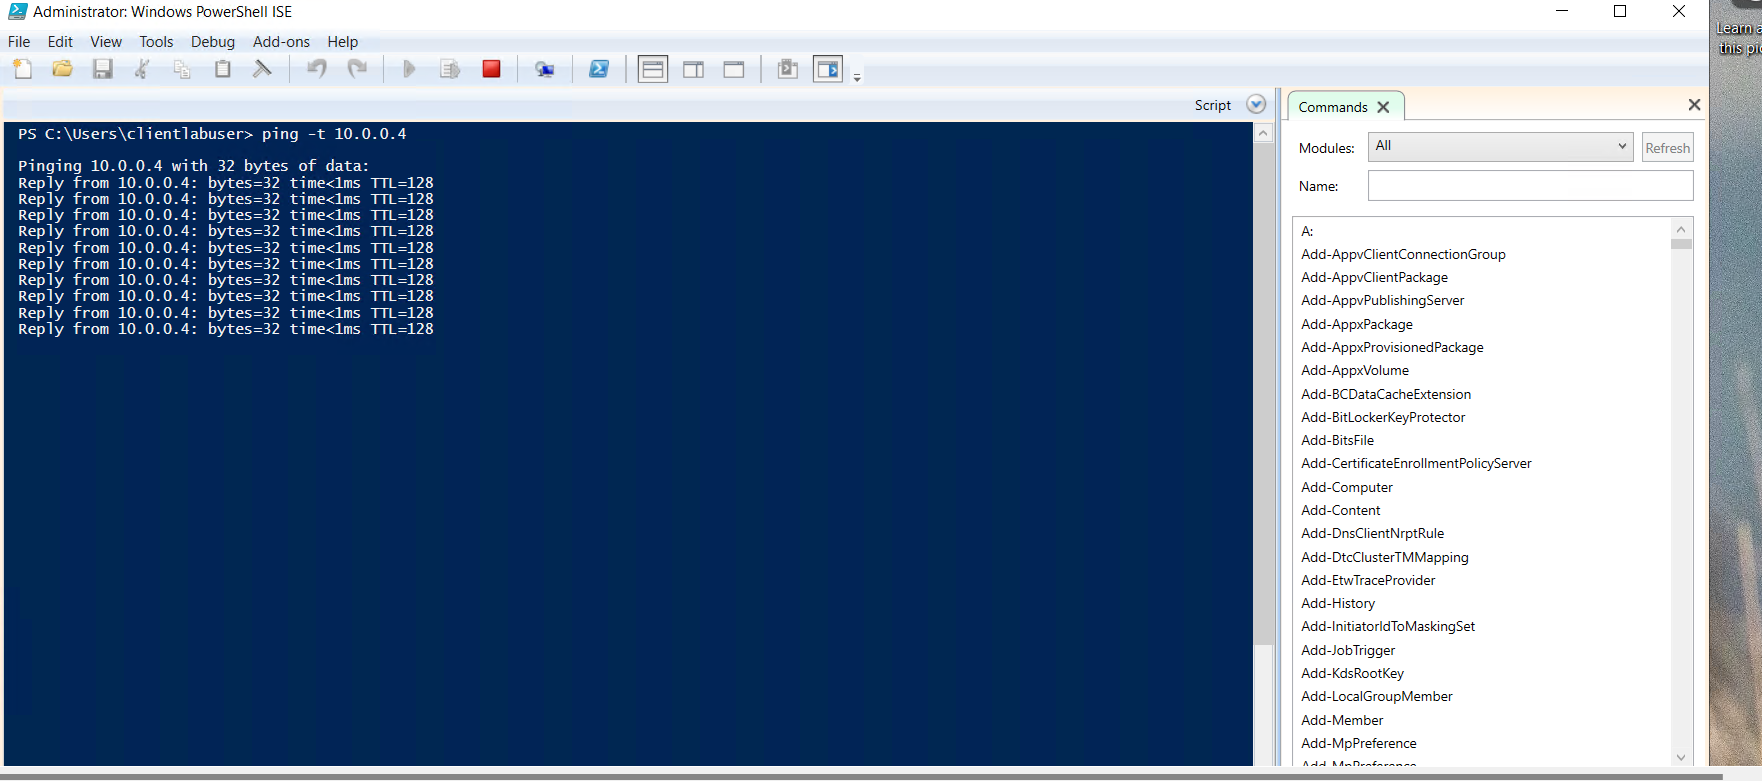 Administrator: Windows PowerShell ISE
File Edit View Tools Debug Add-ons Help
Script
PS C:\Users\clientlabuser> ping -t 10.0.0.4
Pinging 10.0.0.4 with 32 bytes of data:
Reply from 10.0.0.4: bytes=32 time<1ms TTL=128
Reply from 10.0.0.4: bytes=32 time<1ms TTL=128
Reply from 10.0.0.4: bytes=32 time<1ms TTL=128
Reply from 10.0.0.4: bytes=32 time<1ms TTL=128
Reply from 10.0.0.4: bytes=32 time<1ms TTL=128
Reply from 10.0.0.4: bytes=32 time<1ms TTL=128
Reply from 10.0.0.4: bytes=32 time<1ms TTL=128
Reply from 10.0.0.4: bytes=32 time<1ms TTL=128
Reply from 10.0.0.4: bytes=32 time<1ms TTL=128
Reply from 10.0.0.4: bytes=32 time<1ms TTL=128
Commands
Modules: All Refresh
Name:
A:
Add-AppvClientConnectionGroup
Add-AppvClientPackage
Add-AppvPublishingServer
Add-AppxPackage
Add-AppxProvisionedPackage
Add-AppxVolume
Add-BCDataCacheExtension
Add-BitLockerKeyProtector
Add-BitsFile
Add-CertificateEnrollmentPolicyServer
Add-Computer
Add-Content
Add-DnsClientNrptRule
Add-DtcClusterTMMapping
Add-EtwTraceProvider
Add-History
Add-InitiatorIdToMaskingSet
Add-JobTrigger
Add-KdsRootKey
Add-LocalGroupMember
Add-Member
Add-MpPreference
Add-MpPreference
Learn a
this pi